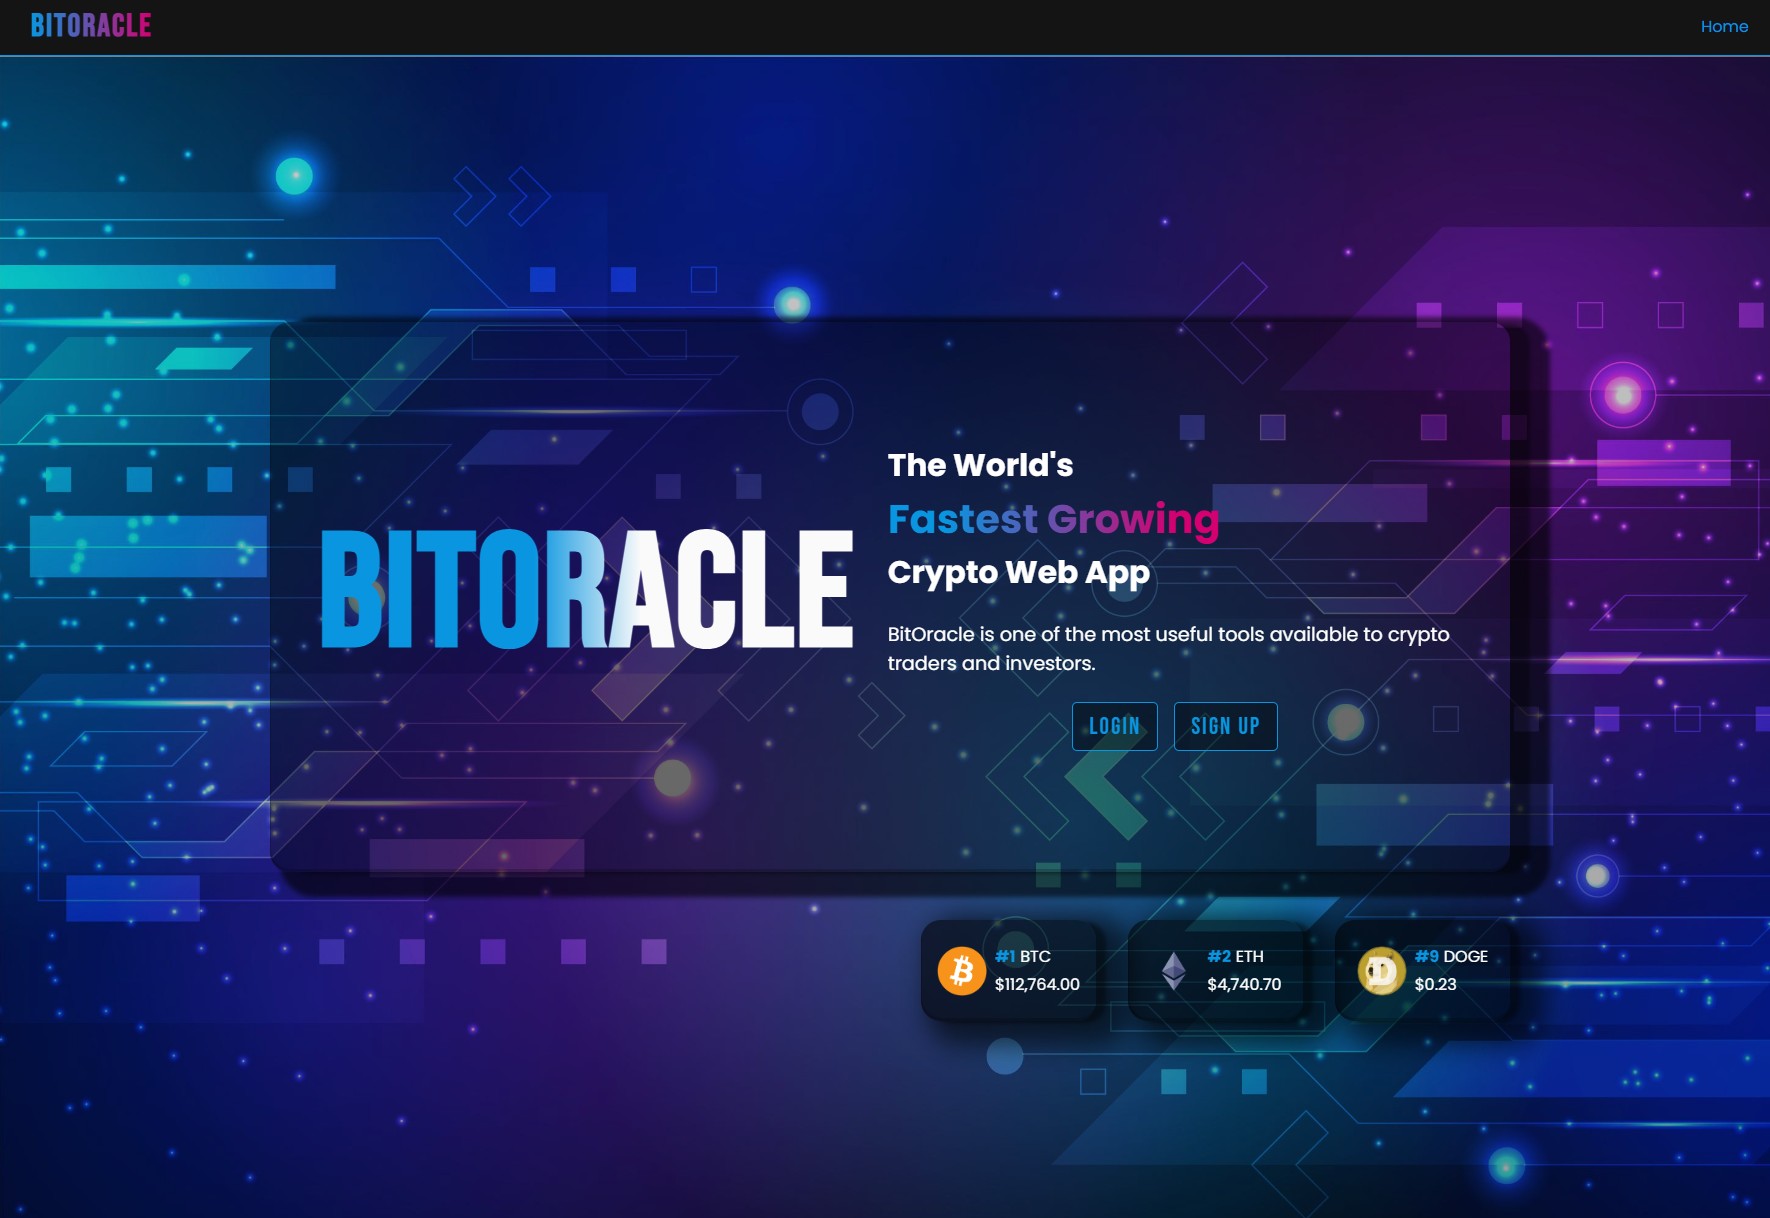 BITORACLE
Home
BITORACLE
The World's
Fastest Growing
Crypto Web App
BitOracle is one of the most useful tools available to crypto
traders and investors.
LOGIN
SIGN UP
#1 BTC
$112,764.00
#2 ETH
$4,740.70
#9 DOGE
$0.23